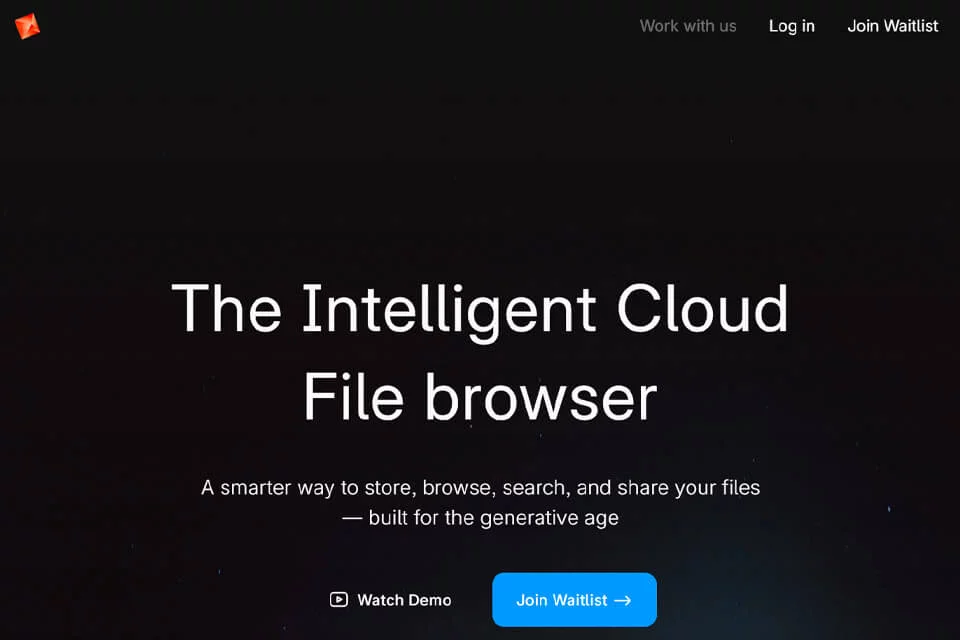 Work with us
Log in
Join Waitlist
The Intelligent Cloud
File browser
A smarter way to store, browse, search, and share your files
— built for the generative age
Watch Demo
Join Waitlist →